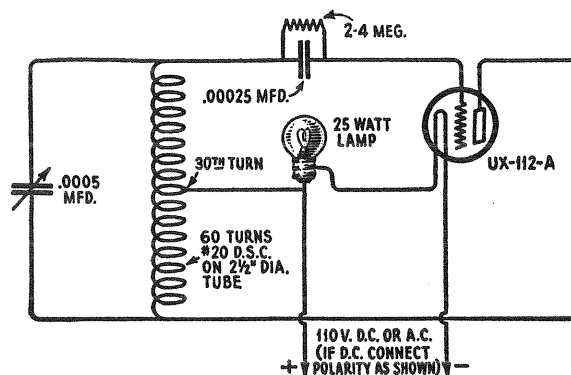 2-4 MEG.
.00025 MFD.
25 WATT
LAMP
UX-112-A
30TH TURN
.0005
MFD.
60 TURNS
#20 D.S.C.
ON 2½" DIA.
TUBE
110 V. D.C. OR A.C.
(IF D.C. CONNECT
+ POLARITY AS SHOWN) -